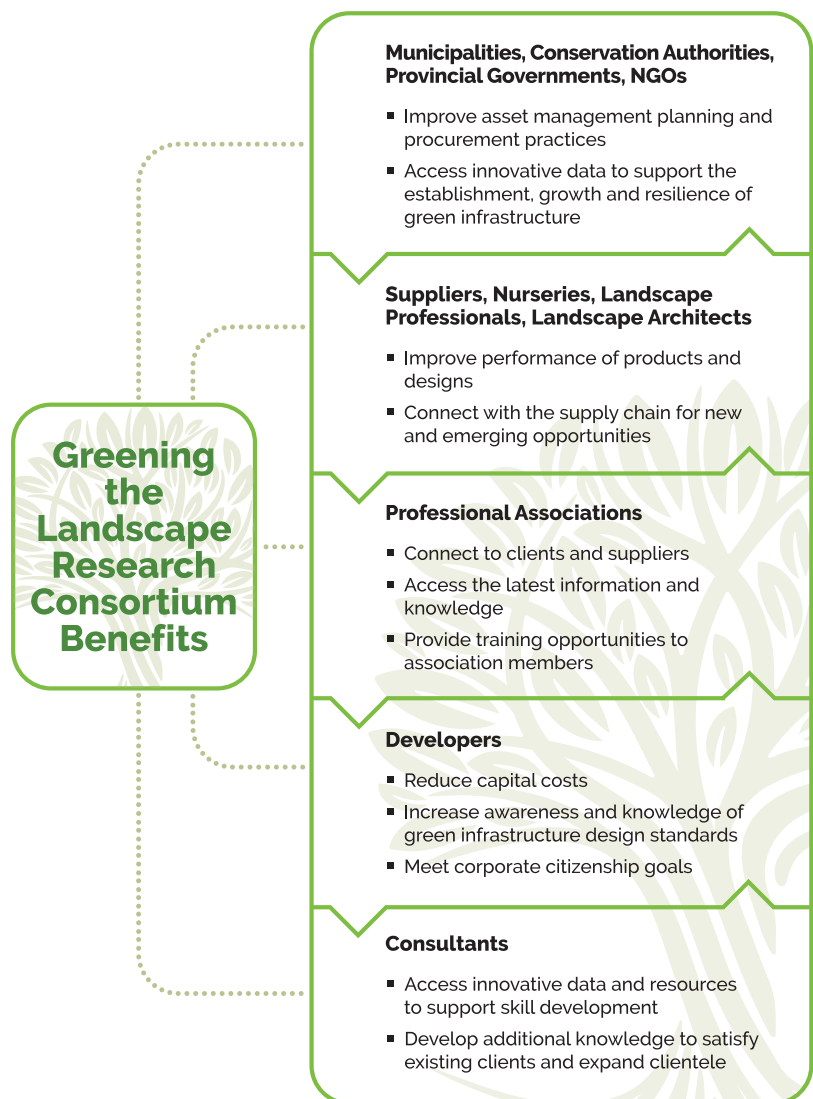 Municipalities, Conservation Authorities,
Provincial Governments, NGOs
▪ Improve asset management planning and
procurement practices
▪ Access innovative data to support the
establishment, growth and resilience of
green infrastructure
Suppliers, Nurseries, Landscape
Professionals, Landscape Architects
▪ Improve performance of products and
designs
▪ Connect with the supply chain for new
and emerging opportunities
Greening
the
Landscape
Research
Consortium
Benefits
Professional Associations
▪ Connect to clients and suppliers
▪ Access the latest information and
knowledge
▪ Provide training opportunities to
association members
Developers
▪ Reduce capital costs
▪ Increase awareness and knowledge of
green infrastructure design standards
▪ Meet corporate citizenship goals
Consultants
▪ Access innovative data and resources
to support skill development
▪ Develop additional knowledge to satisfy
existing clients and expand clientele